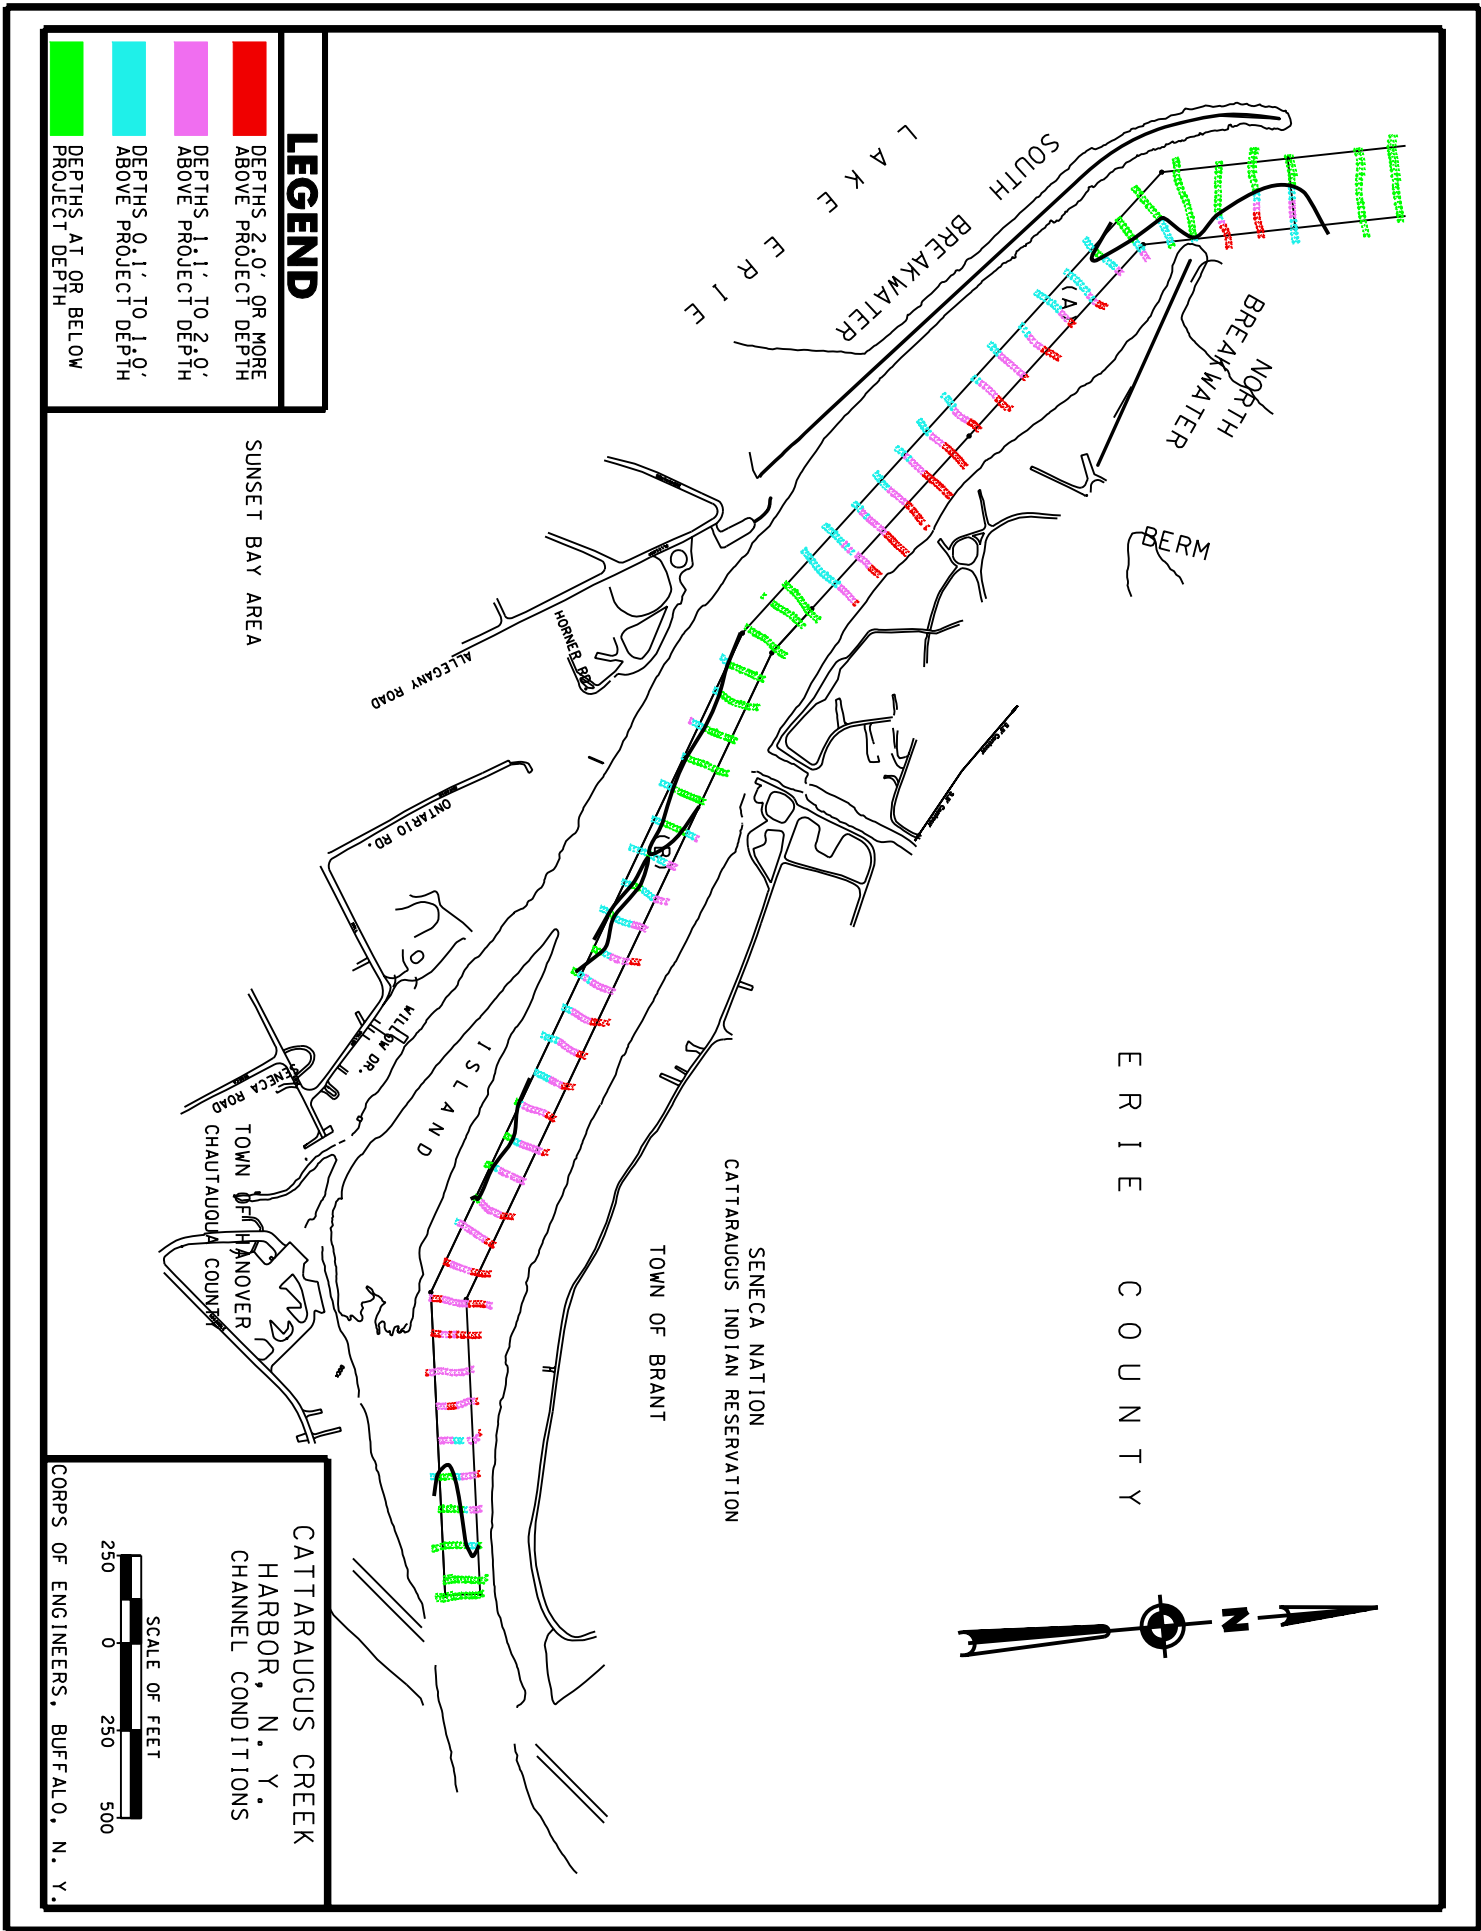 LEGEND
DEPTHS 2.0' OR MORE
ABOVE PROJECT DEPTH
DEPTHS 1.1' TO 2.0'
ABOVE PROJECT DEPTH
DEPTHS 0.1' TO 1.0'
ABOVE PROJECT DEPTH
DEPTHS AT OR BELOW
PROJECT DEPTH
LAKE ERIE
SOUTH BREAKWATER
NORTH
BREAKWATER
BERM
(A)
(B)
SUNSET BAY AREA
ALLEGANY ROAD
HORNER RD.
ONTARIO RD.
WILLOW DR.
SENECA ROAD
ISLAND
TOWN OF HANOVER
CHAUTAUQUA COUNTY
ERIE COUNTY
SENECA NATION
CATTARAUGUS INDIAN RESERVATION
TOWN OF BRANT
N
CATTARAUGUS CREEK
HARBOR, N. Y.
CHANNEL CONDITIONS
SCALE OF FEET
250 0 250 500
CORPS OF ENGINEERS, BUFFALO, N. Y.